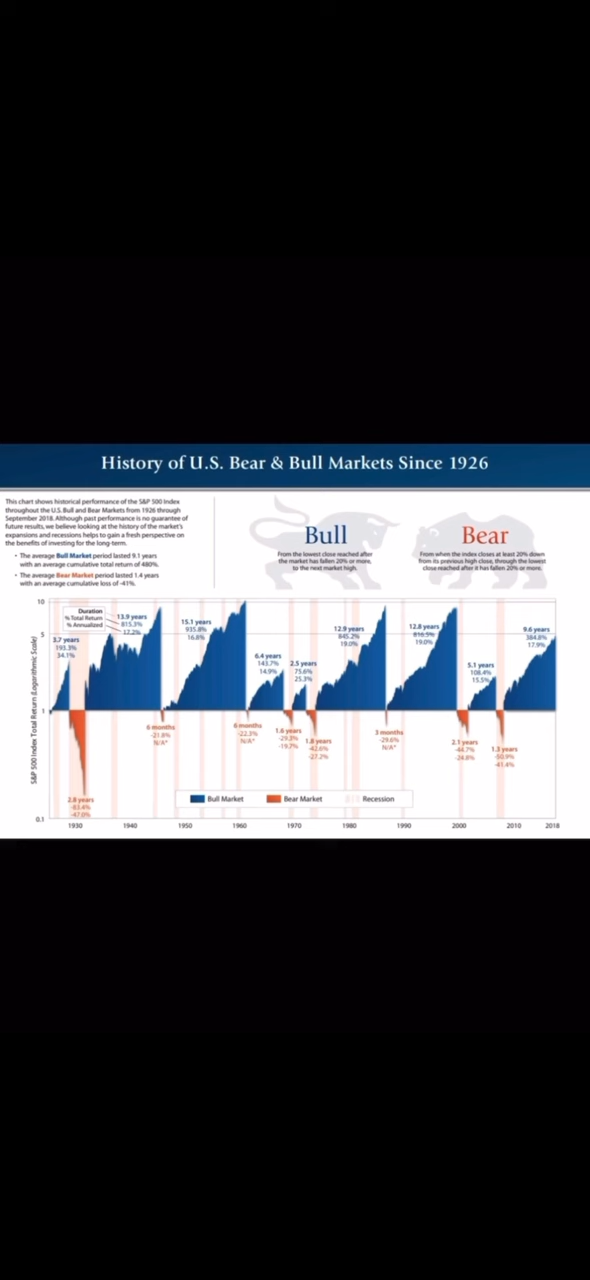 History of U.S. Bear & Bull Markets Since 1926
This chart shows historical performance of the S&P 500 Index
throughout the U.S. Bull and Bear Markets from 1926 through
September 2018. Although past performance is no guarantee of
future results, we believe looking at the history of the market's
expansions and recessions helps to gain a fresh perspective on
the benefits of investing for the long-term.
• The average Bull Market period lasted 9.1 years
with an average cumulative total return of 480%.
• The average Bear Market period lasted 1.4 years
with an average cumulative loss of -41%.
Bull
From the lowest close reached after
the market has fallen 20% or more,
to the next market high.
Bear
From when the index closes at least 20% down
from its previous high close, through the lowest
close reached after it has fallen 20% or more.
S&P 500 Index Total Return (Logarithmic Scale)
10
5
1
0.1
Duration
% Total Return
% Annualized
3.7 years
193.3%
34.1%
13.9 years
815.3%
17.2%
15.1 years
935.8%
16.8%
6.4 years
143.7%
14.9%
2.5 years
75.6%
25.3%
12.9 years
845.2%
19.0%
12.8 years
816.5%
19.0%
5.1 years
108.4%
15.5%
9.6 years
384.8%
17.9%
2.8 years
-83.4%
-47.0%
6 months
-21.8%
N/A*
6 months
-22.3%
N/A*
1.6 years
-29.3%
-19.7%
1.8 years
-42.6%
-27.2%
3 months
-29.6%
N/A*
2.1 years
-44.7%
-24.8%
1.3 years
-50.9%
-41.4%
Bull Market
Bear Market
Recession
1930
1940
1950
1960
1970
1980
1990
2000
2010
2018